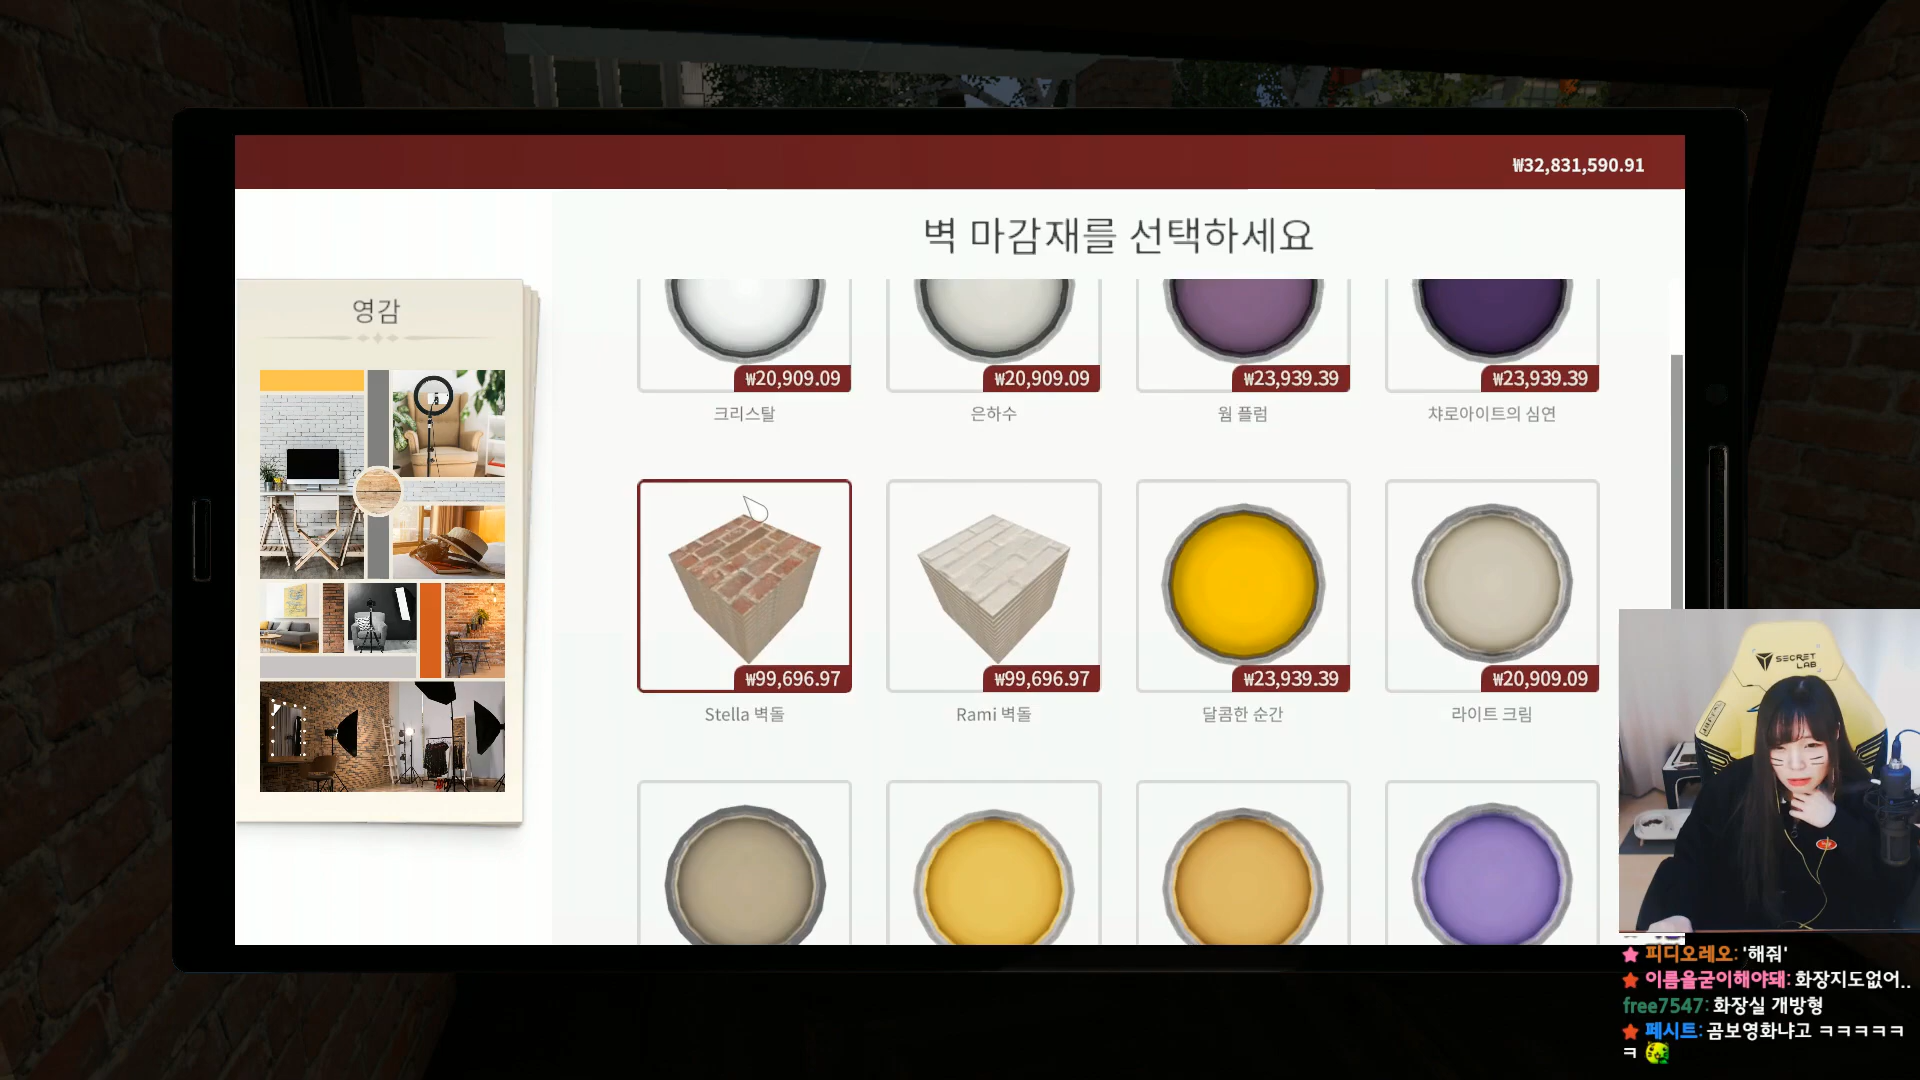 ₩32,831,590.91
벽 마감재를 선택하세요
영감
₩20,909.09
₩20,909.09
₩23,939.39
₩23,939.39
크리스탈
은하수
웜 플럼
챠로아이트의 심연
₩99,696.97
₩99,696.97
₩23,939.39
₩20,909.09
Stella 벽돌
Rami 벽돌
달콤한 순간
라이트 크림
SECRET
LAB
피디오레오: '해줘'
이름을굳이해야돼: 화장지도없어..
free7547: 화장실 개방형
페시트: 곰보영화냐고 ㅋㅋㅋㅋㅋ
ㅋ